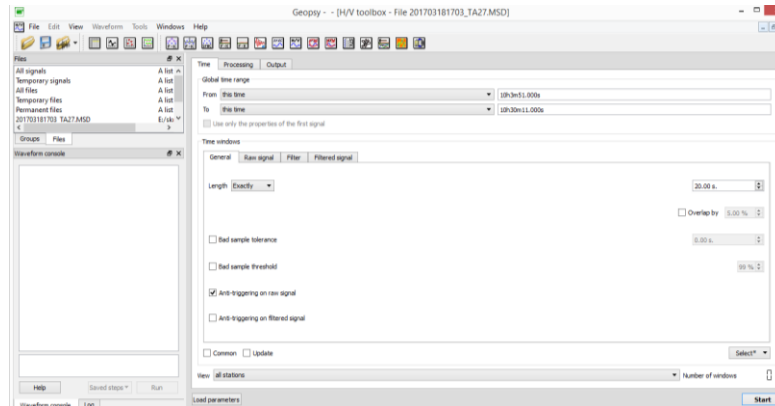 Geopsy - - [H/V toolbox - File 201703181703_TA27.MSD]
File Edit View Waveform Tools Windows Help
Files
All signals A list
Temporary signals A list
All files A list
Temporary files A list
Permanent files A list
201703181703_TA27.MSD
Groups Files
Waveform console
Help Saved steps Run
Waveform console Log
Time Processing Output
Global time range
From this time 10h3m51.000s
To this time 10h30m11.000s
Use only the properties of the first signal
Time windows
General Raw signal Filter Filtered signal
Length Exactly 20.00 s.
Overlap by 5.00 %
Bad sample tolerance 0.00 s.
Bad sample threshold 99 %
Anti-triggering on raw signal
Anti-triggering on filtered signal
Common Update Select*
View all stations Number of windows
Load parameters Start